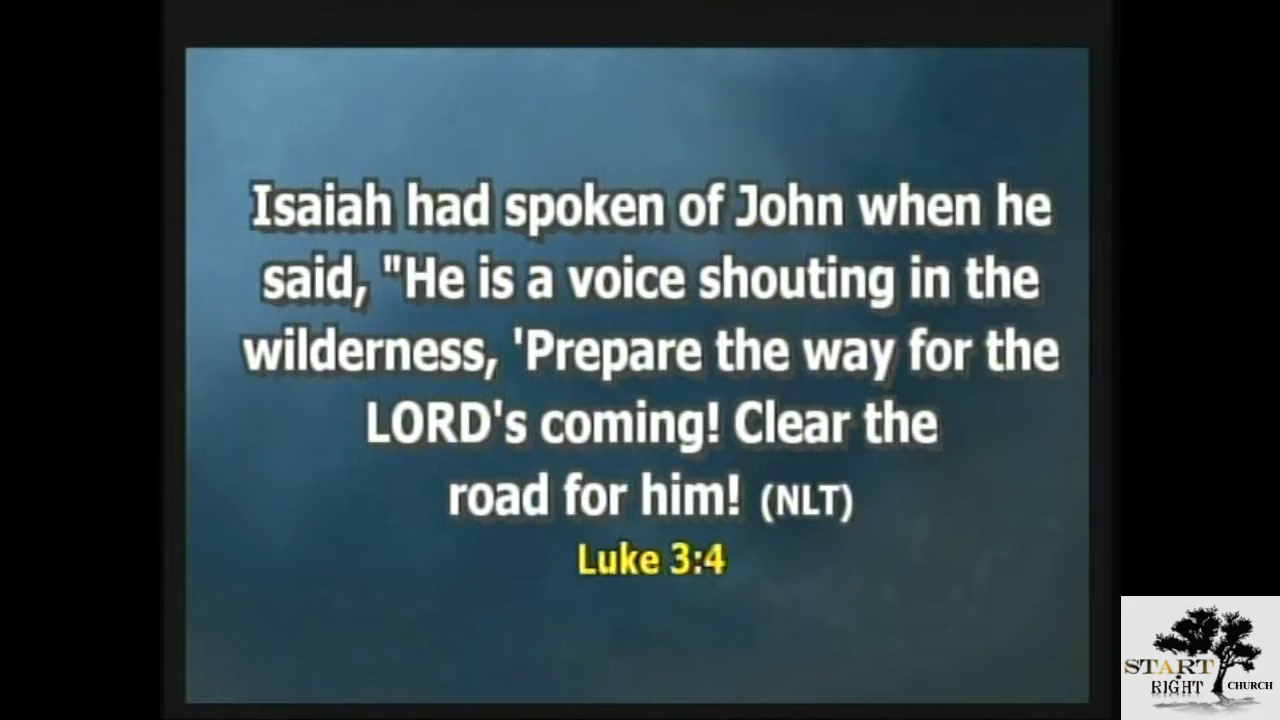 Isaiah had spoken of John when he
said, "He is a voice shouting in the
wilderness, 'Prepare the way for the
LORD's coming! Clear the
road for him! (NLT)
Luke 3:4
START
RIGHT CHURCH